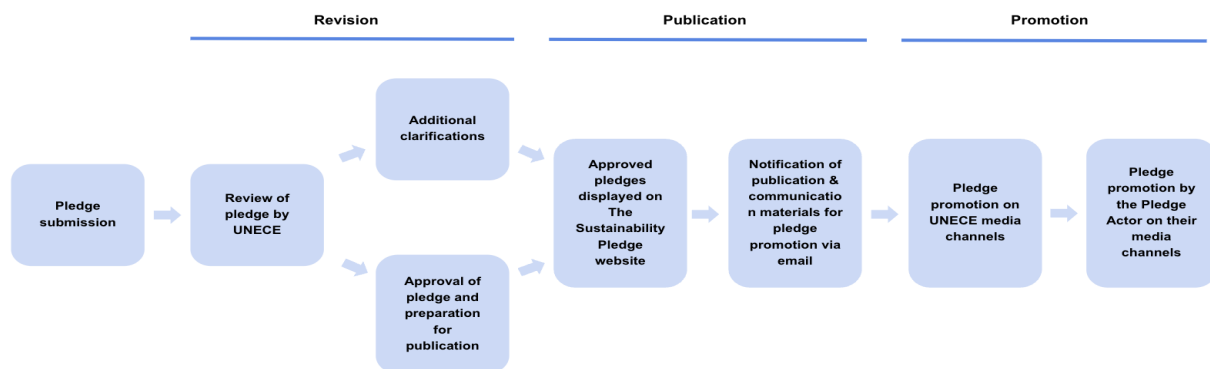 Revision
Publication
Promotion
Pledge
submission
Review of
pledge by
UNECE
Additional
clarifications
Approval of
pledge and
preparation
for
publication
Approved
pledges
displayed on
The
Sustainability
Pledge
website
Notification of
publication &
communicatio
n materials for
pledge
promotion via
email
Pledge
promotion on
UNECE media
channels
Pledge
promotion by
the Pledge
Actor on their
media
channels